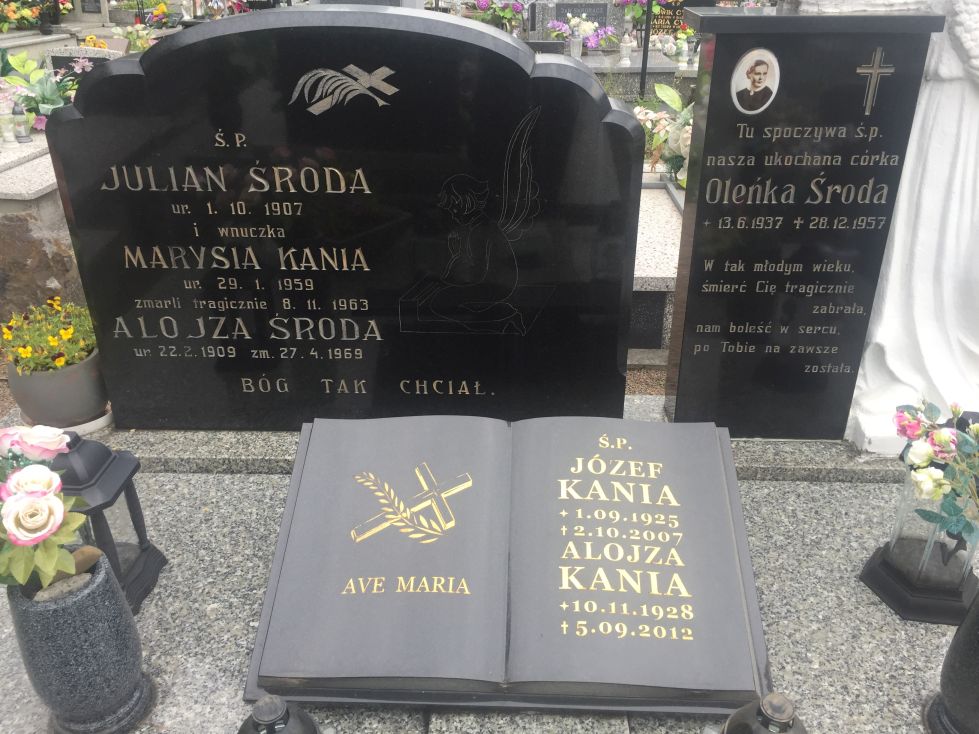 Ś. P.
JULIAN ŚRODA
ur. 1. 10. 1907
i wnuczka
MARYSIA KANIA
ur. 29. 1. 1959
zmarli tragicznie 8. 11. 1963
ALOJZA ŚRODA
ur. 22.2.1909 zm. 27. 4. 1969
BÓG TAK CHCIAŁ.
Tu spoczywa ś.p.
nasza ukochana córka
Oleńka Środa
+ 13.6.1937 + 28.12.1957
W tak młodym wieku,
śmierć Cię tragicznie
zabrała,
nam boleść w sercu,
po Tobie na zawsze
została.
AVE MARIA
Ś.P.
JÓZEF
KANIA
+ 1.09.1925
† 2.10.2007
ALOJZA
KANIA
+ 10.11.1928
† 5.09.2012